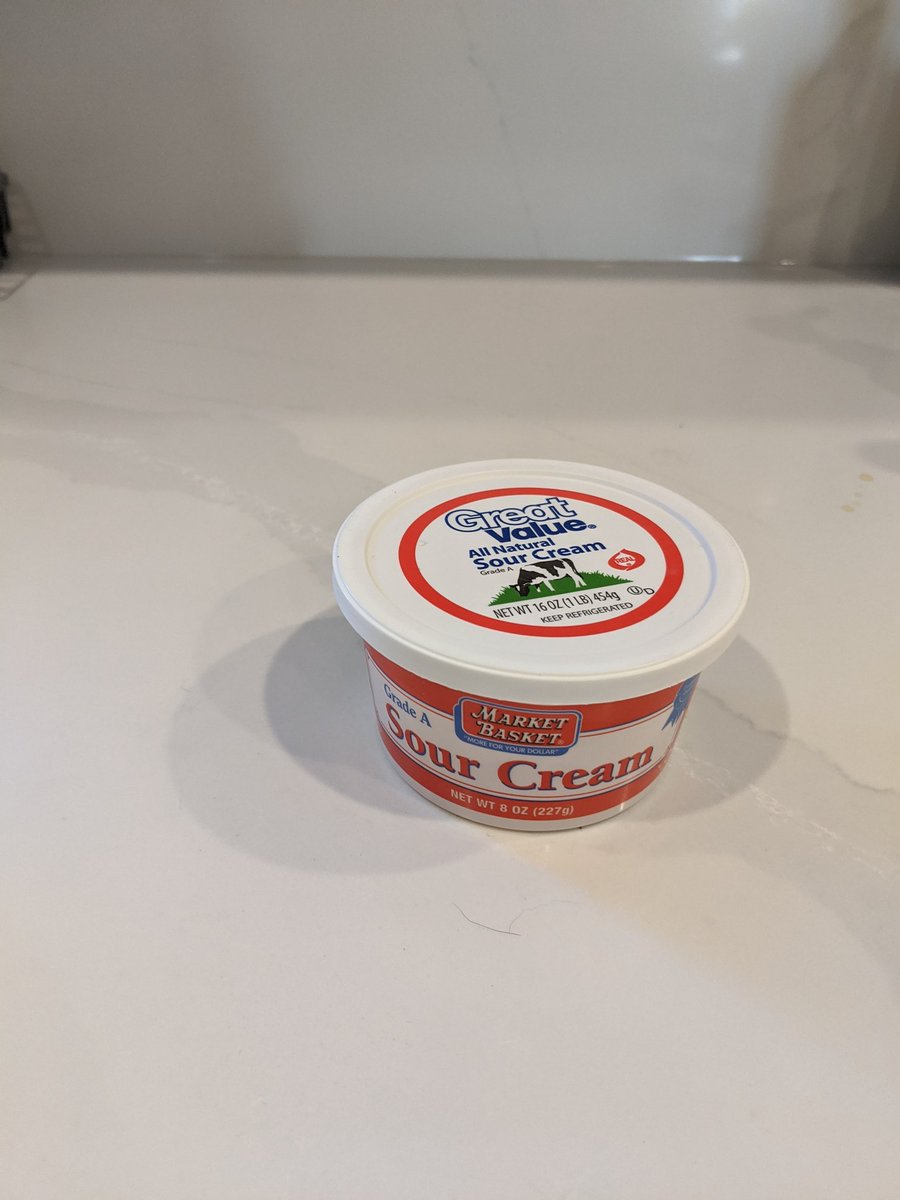 Great
Value®
All Natural
Sour Cream
Grade A
REAL
NET WT 16 OZ (1 LB) 454g
Ⓤ D
KEEP REFRIGERATED
Grade A
MARKET
BASKET®
"MORE FOR YOUR DOLLAR"
Sour Cream
NET WT 8 OZ (227g)